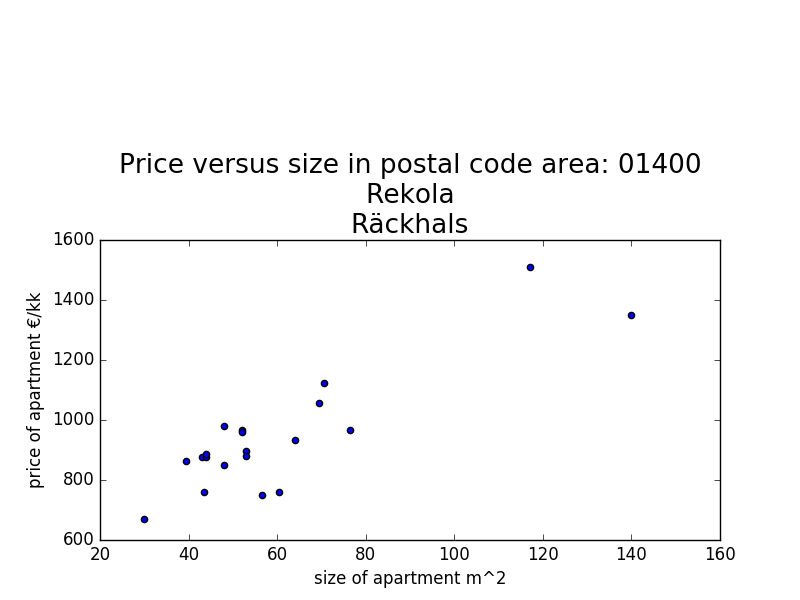 Price versus size in postal code area: 01400
Rekola
Räckhals
1600
1400
1200
1000
800
600
price of apartment €/kk
20 40 60 80 100 120 140 160
size of apartment m^2